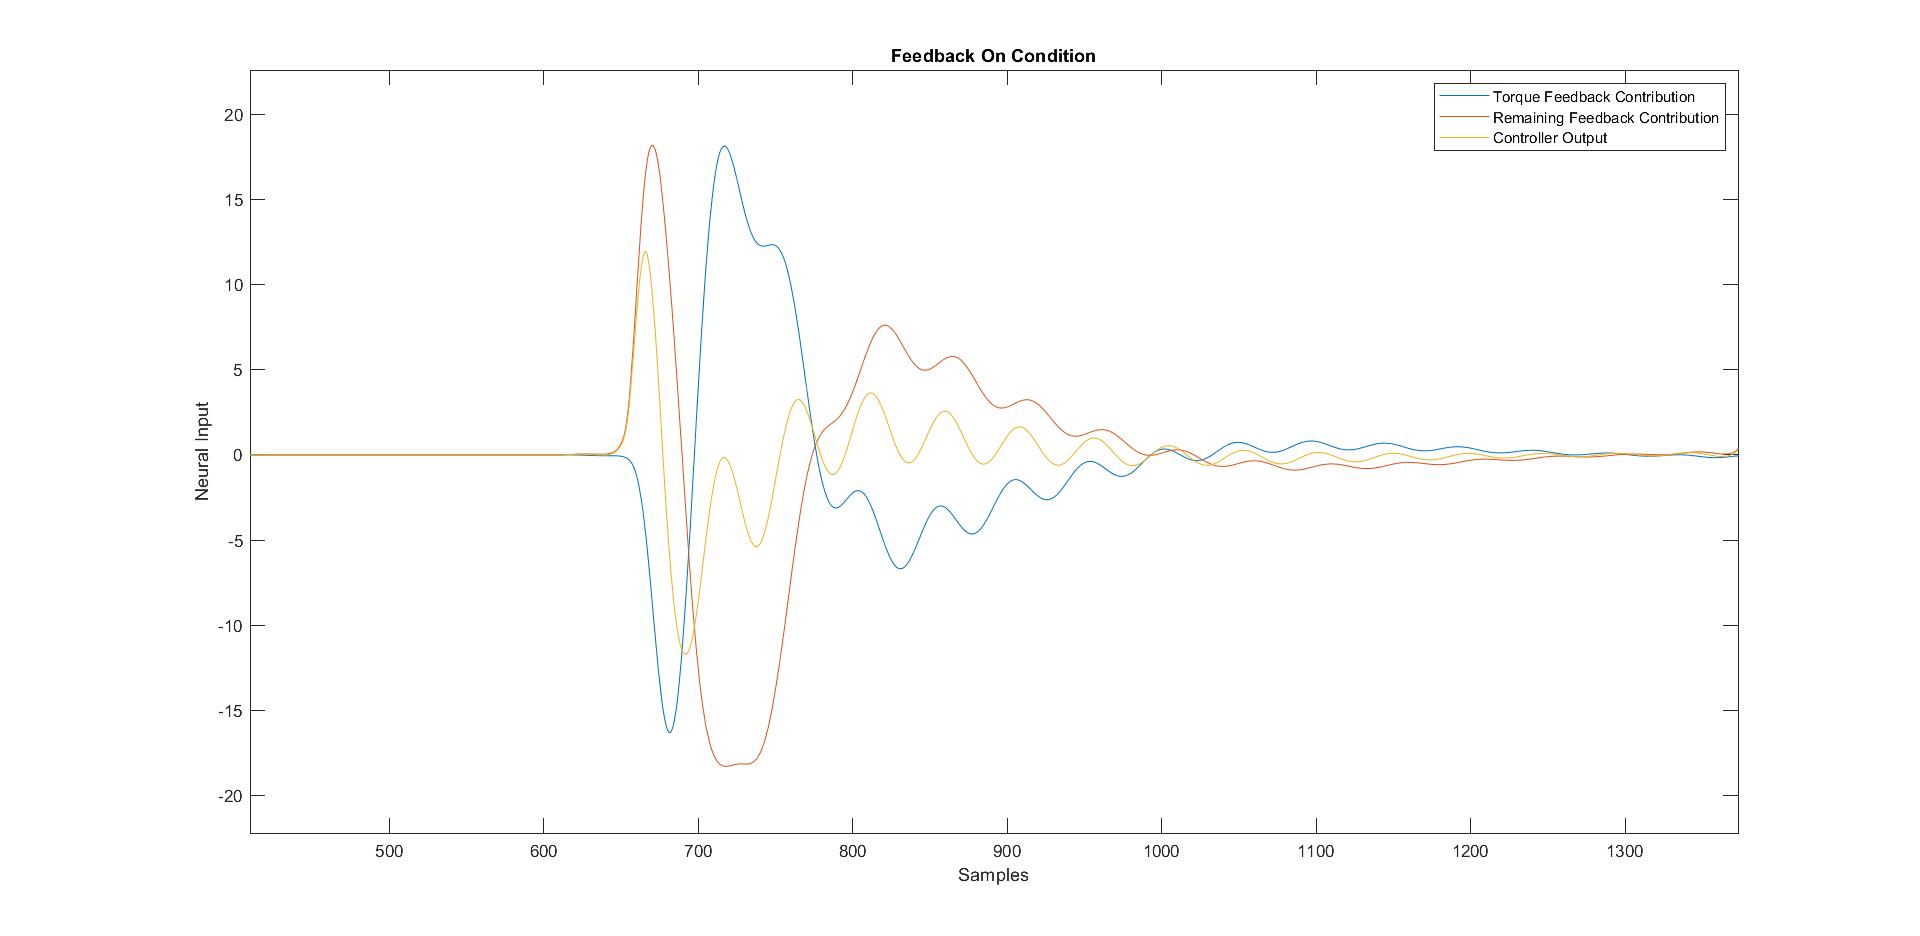 Feedback On Condition
Torque Feedback Contribution
Remaining Feedback Contribution
Controller Output
20
15
10
5
0
-5
-10
-15
-20
Neural Input
500 600 700 800 900 1000 1100 1200 1300
Samples